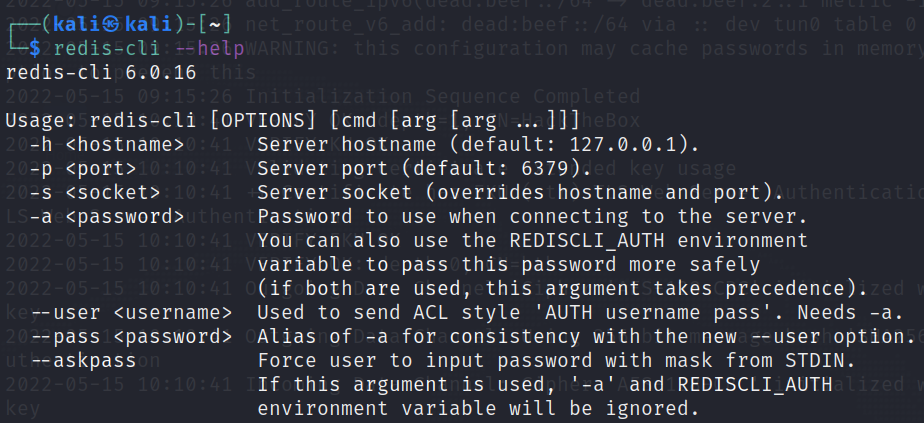 ┌──(kali㉿kali)-[~]
└─$ redis-cli --help
redis-cli 6.0.16

Usage: redis-cli [OPTIONS] [cmd [arg [arg ...]]]
  -h <hostname>      Server hostname (default: 127.0.0.1).
  -p <port>          Server port (default: 6379).
  -s <socket>        Server socket (overrides hostname and port).
  -a <password>      Password to use when connecting to the server.
                     You can also use the REDISCLI_AUTH environment
                     variable to pass this password more safely
                     (if both are used, this argument takes precedence).
  --user <username>  Used to send ACL style 'AUTH username pass'. Needs -a.
  --pass <password>  Alias of -a for consistency with the new --user option.
  --askpass          Force user to input password with mask from STDIN.
                     If this argument is used, '-a' and REDISCLI_AUTH
                     environment variable will be ignored.